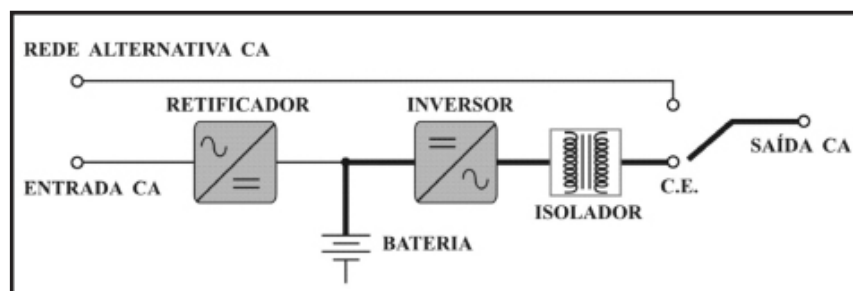 REDE ALTERNATIVA CA
RETIFICADOR
INVERSOR
SAÍDA CA
ENTRADA CA
C.E.
ISOLADOR
BATERIA